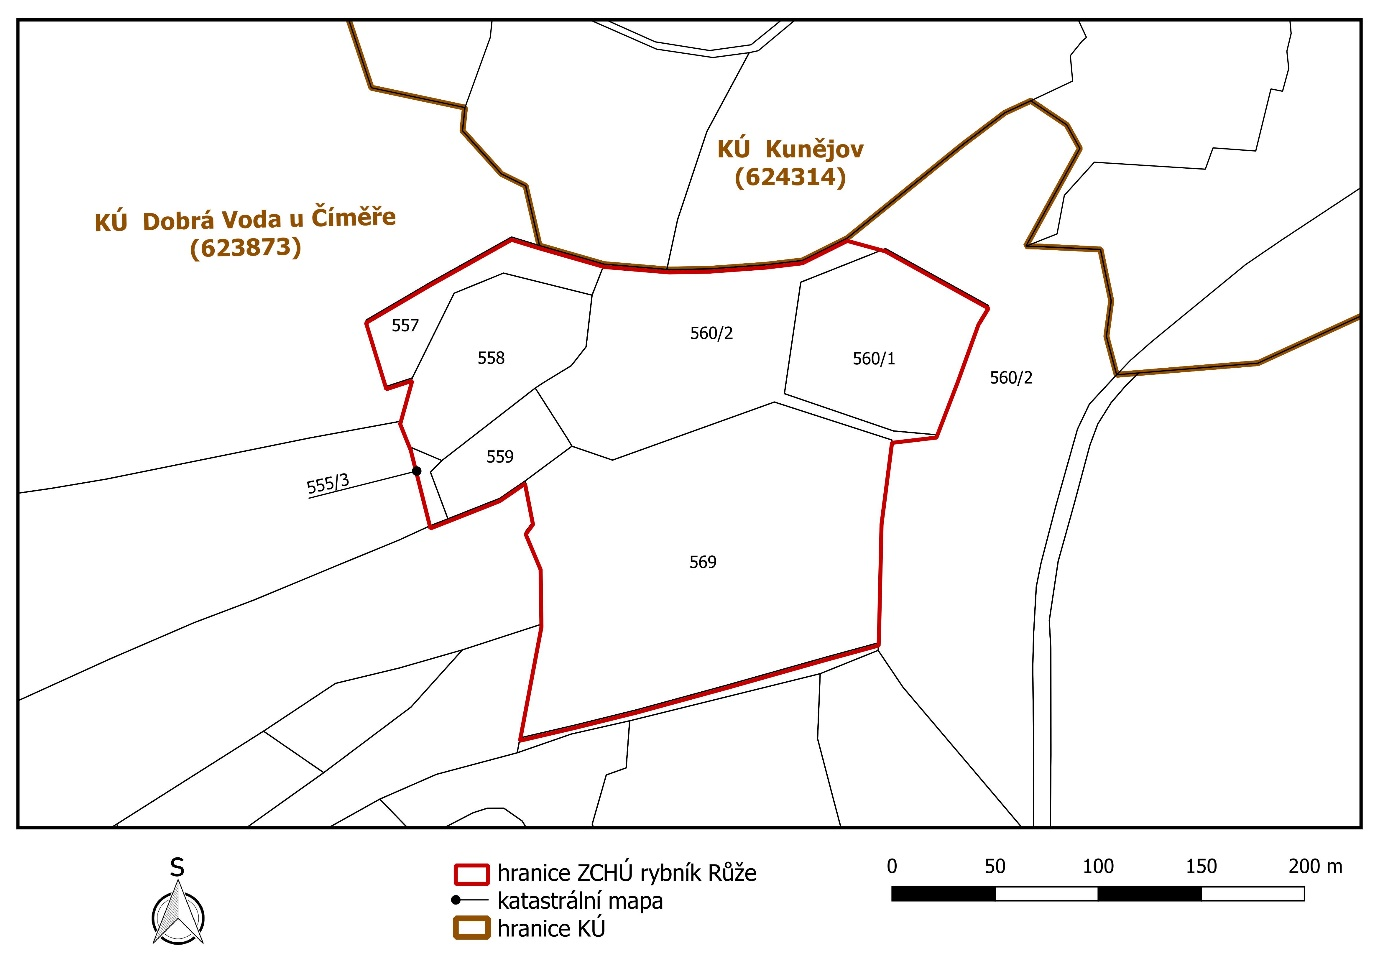 KÚ Kunějov
(624314)
KÚ Dobrá Voda u Číměře
(623873)
557
558
560/2
560/1
560/2
559
555/3
569
S
hranice ZCHÚ rybník Růže
katastrální mapa
hranice KÚ
0 50 100 150 200 m